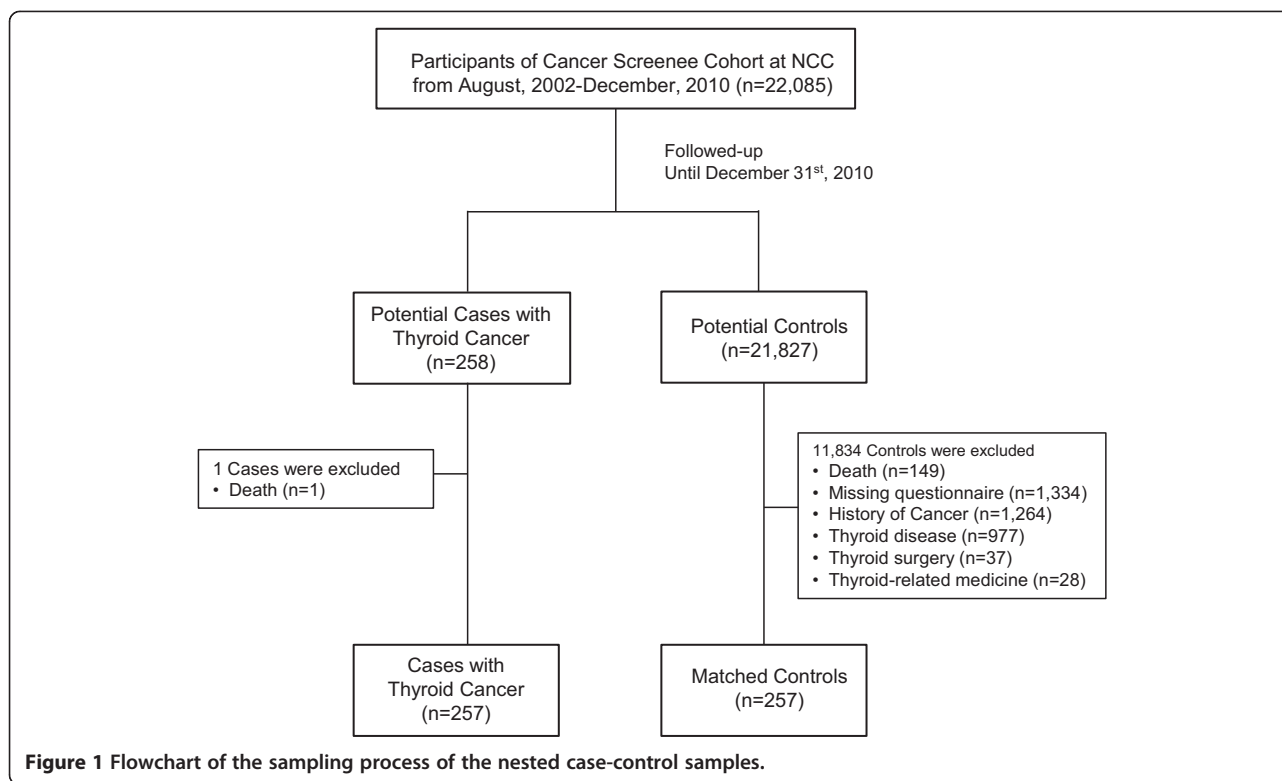 Participants of Cancer Screenee Cohort at NCC
from August, 2002-December, 2010 (n=22,085)
Followed-up
Until December 31st, 2010
Potential Cases with
Thyroid Cancer
(n=258)
Potential Controls
(n=21,827)
1 Cases were excluded
• Death (n=1)
11,834 Controls were excluded
• Death (n=149)
• Missing questionnaire (n=1,334)
• History of Cancer (n=1,264)
• Thyroid disease (n=977)
• Thyroid surgery (n=37)
• Thyroid-related medicine (n=28)
Cases with
Thyroid Cancer
(n=257)
Matched Controls
(n=257)
Figure 1 Flowchart of the sampling process of the nested case-control samples.